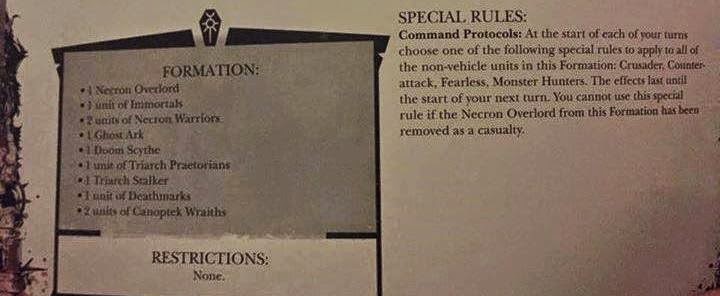 FORMATION:
• 1 Necron Overlord
• 1 unit of Immortals
• 2 units of Necron Warriors
• 1 Ghost Ark
• 1 Doom Scythe
• 1 unit of Triarch Praetorians
• 1 Triarch Stalker
• 1 unit of Deathmarks
• 2 units of Canoptek Wraiths
RESTRICTIONS:
None.
SPECIAL RULES:
Command Protocols: At the start of each of your turns
choose one of the following special rules to apply to all of
the non-vehicle units in this Formation: Crusader, Counter-
attack, Fearless, Monster Hunters. The effects last until
the start of your next turn. You cannot use this special
rule if the Necron Overlord from this Formation has been
removed as a casualty.